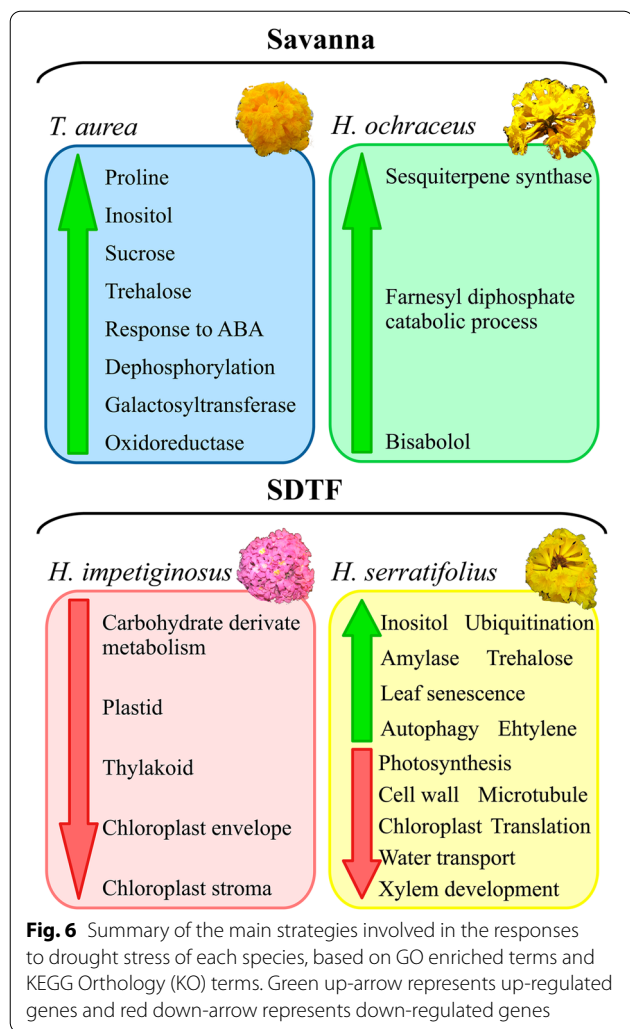 Savanna
T. aurea
Proline
Inositol
Sucrose
Trehalose
Response to ABA
Dephosphorylation
Galactosyltransferase
Oxidoreductase
H. ochraceus
Sesquiterpene synthase
Farnesyl diphosphate
catabolic process
Bisabolol
SDTF
H. impetiginosus
Carbohydrate derivate
metabolism
Plastid
Thylakoid
Chloroplast envelope
Chloroplast stroma
H. serratifolius
Inositol Ubiquitination
Amylase Trehalose
Leaf senescence
Autophagy Ehtylene
Photosynthesis
Cell wall Microtubule
Chloroplast Translation
Water transport
Xylem development
Fig. 6 Summary of the main strategies involved in the responses
to drought stress of each species, based on GO enriched terms and
KEGG Orthology (KO) terms. Green up-arrow represents up-regulated
genes and red down-arrow represents down-regulated genes